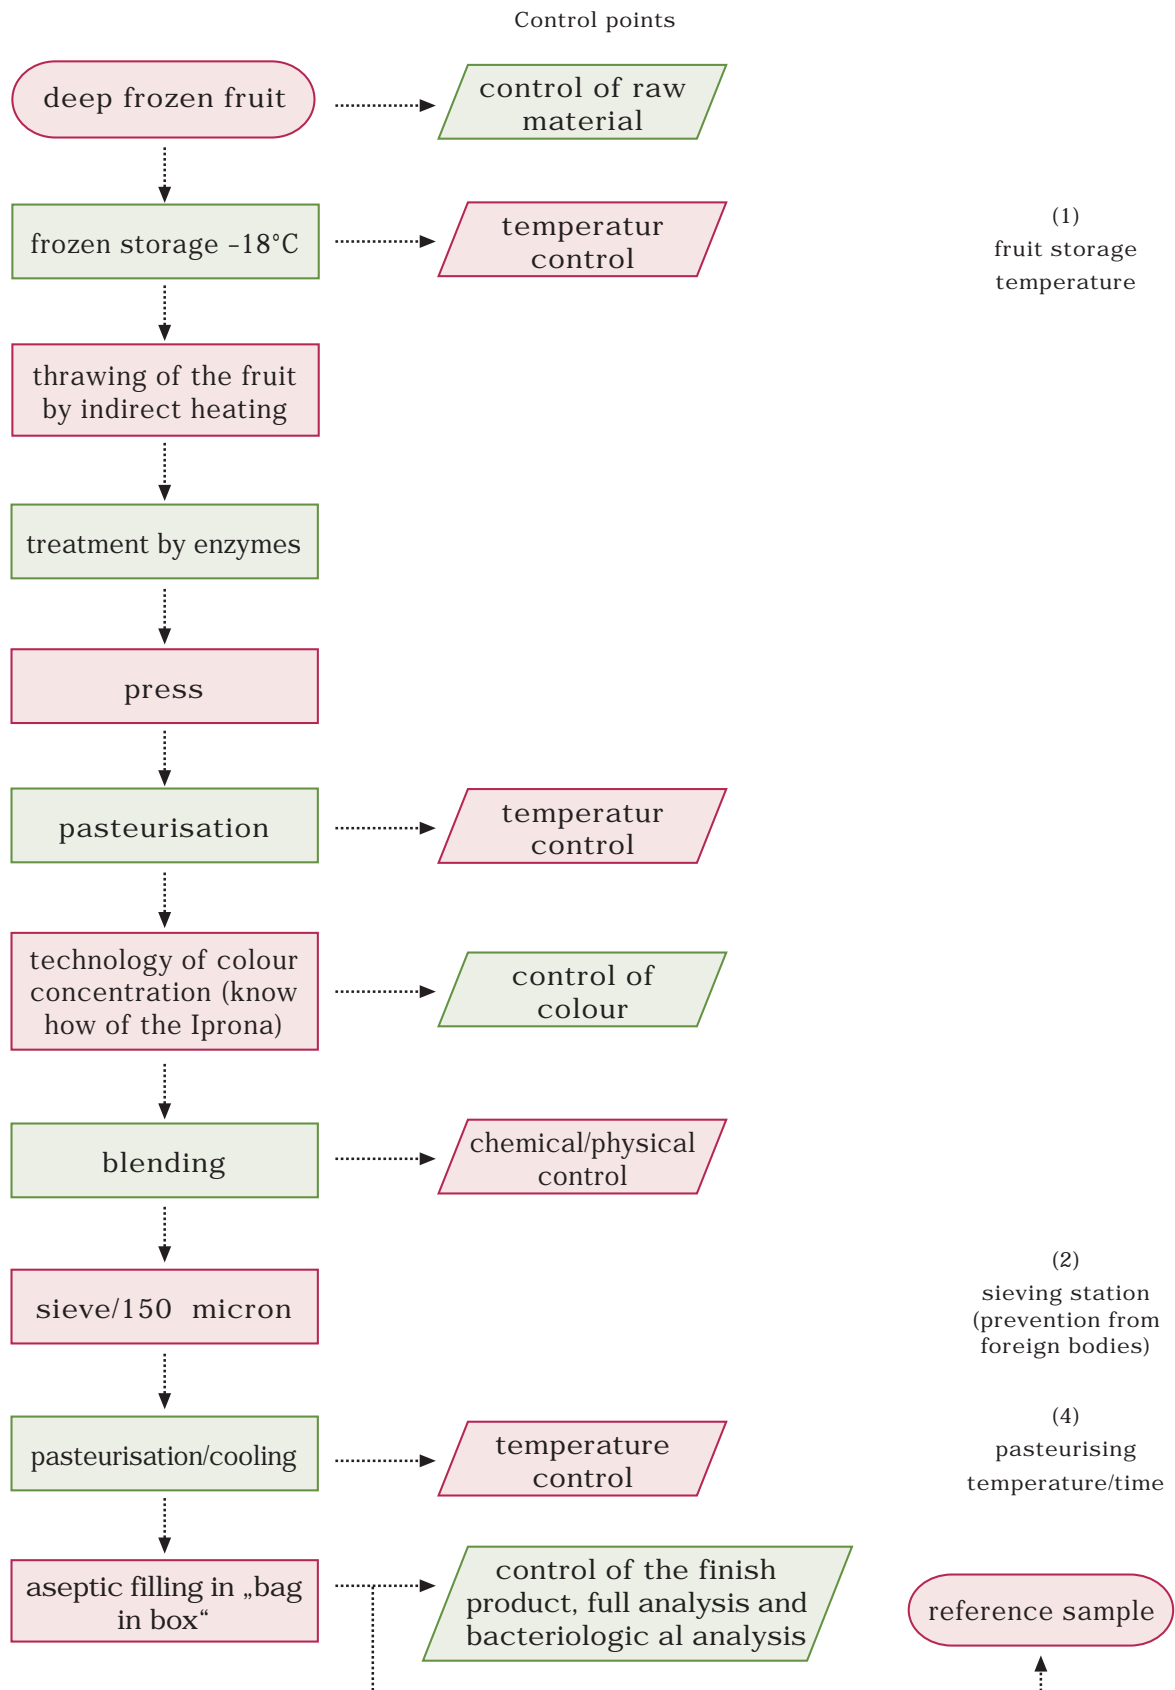 Control points
deep frozen fruit
control of raw
material
frozen storage –18°C
temperatur
control
(1)
fruit storage
temperature
thrawing of the fruit
by indirect heating
treatment by enzymes
press
pasteurisation
temperatur
control
technology of colour
concentration (know
how of the Iprona)
control of
colour
blending
chemical/physical
control
sieve/150 micron
(2)
sieving station
(prevention from
foreign bodies)
pasteurisation/cooling
temperature
control
(4)
pasteurising
temperature/time
aseptic filling in „bag
in box“
control of the finish
product, full analysis and
bacteriologic al analysis
reference sample